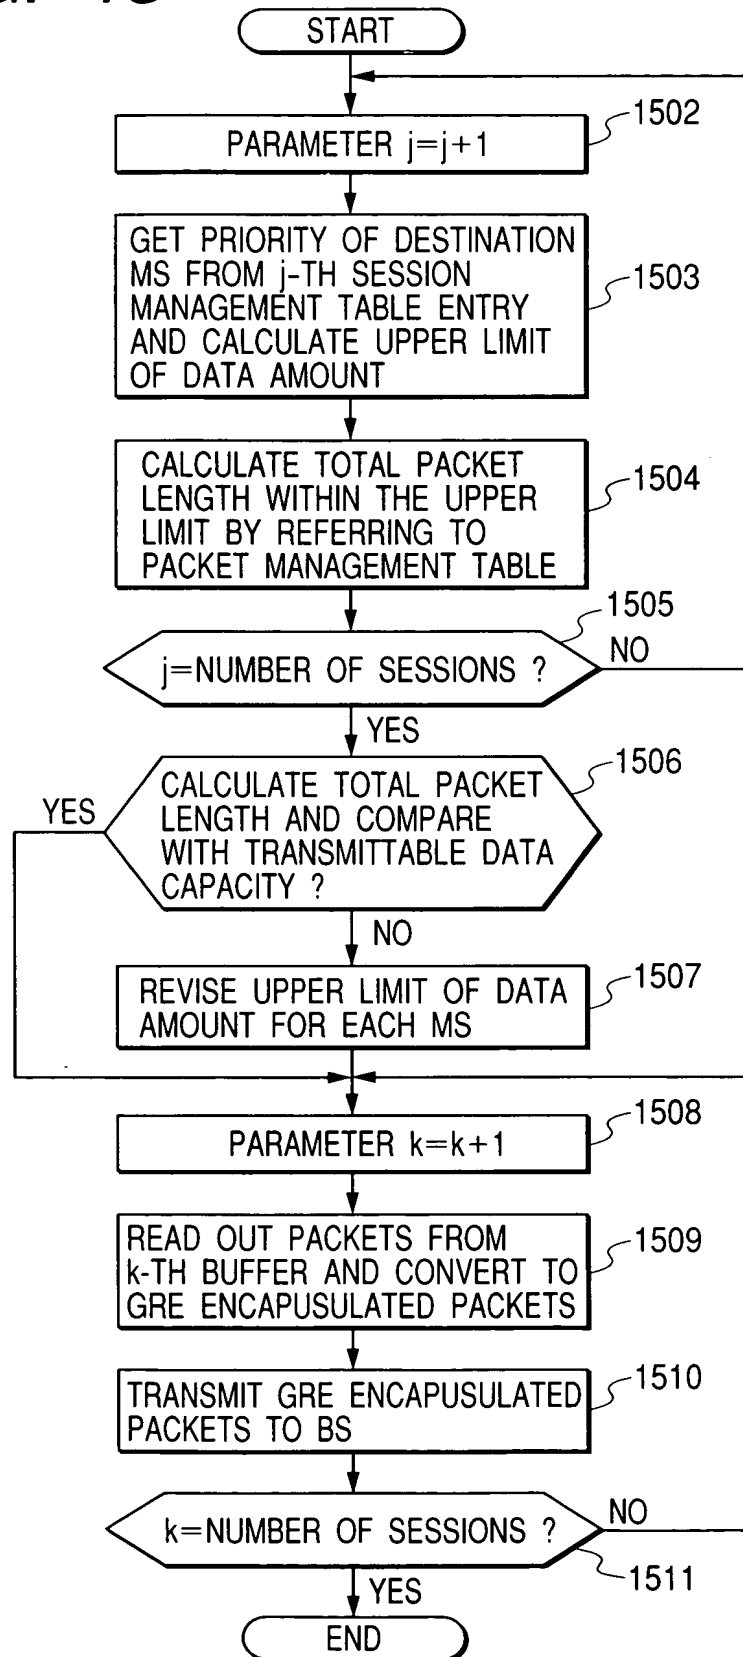 START
PARAMETER j=j+1
1502
GET PRIORITY OF DESTINATION
MS FROM j-TH SESSION
MANAGEMENT TABLE ENTRY
AND CALCULATE UPPER LIMIT
OF DATA AMOUNT
1503
CALCULATE TOTAL PACKET
LENGTH WITHIN THE UPPER
LIMIT BY REFERRING TO
PACKET MANAGEMENT TABLE
1504
1505
j=NUMBER OF SESSIONS ?
NO
YES
1506
CALCULATE TOTAL PACKET
LENGTH AND COMPARE
WITH TRANSMITTABLE DATA
CAPACITY ?
YES
NO
REVISE UPPER LIMIT OF DATA
AMOUNT FOR EACH MS
1507
PARAMETER k=k+1
1508
READ OUT PACKETS FROM
k-TH BUFFER AND CONVERT TO
GRE ENCAPUSULATED PACKETS
1509
TRANSMIT GRE ENCAPUSULATED
PACKETS TO BS
1510
k=NUMBER OF SESSIONS ?
NO
1511
YES
END